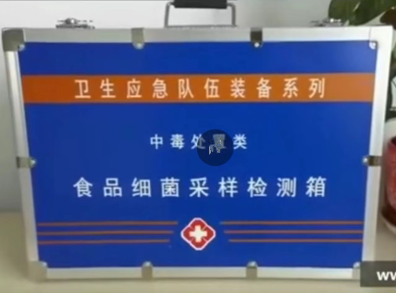 卫生应急队伍装备系列
中毒处置类
食品细菌采样检测箱